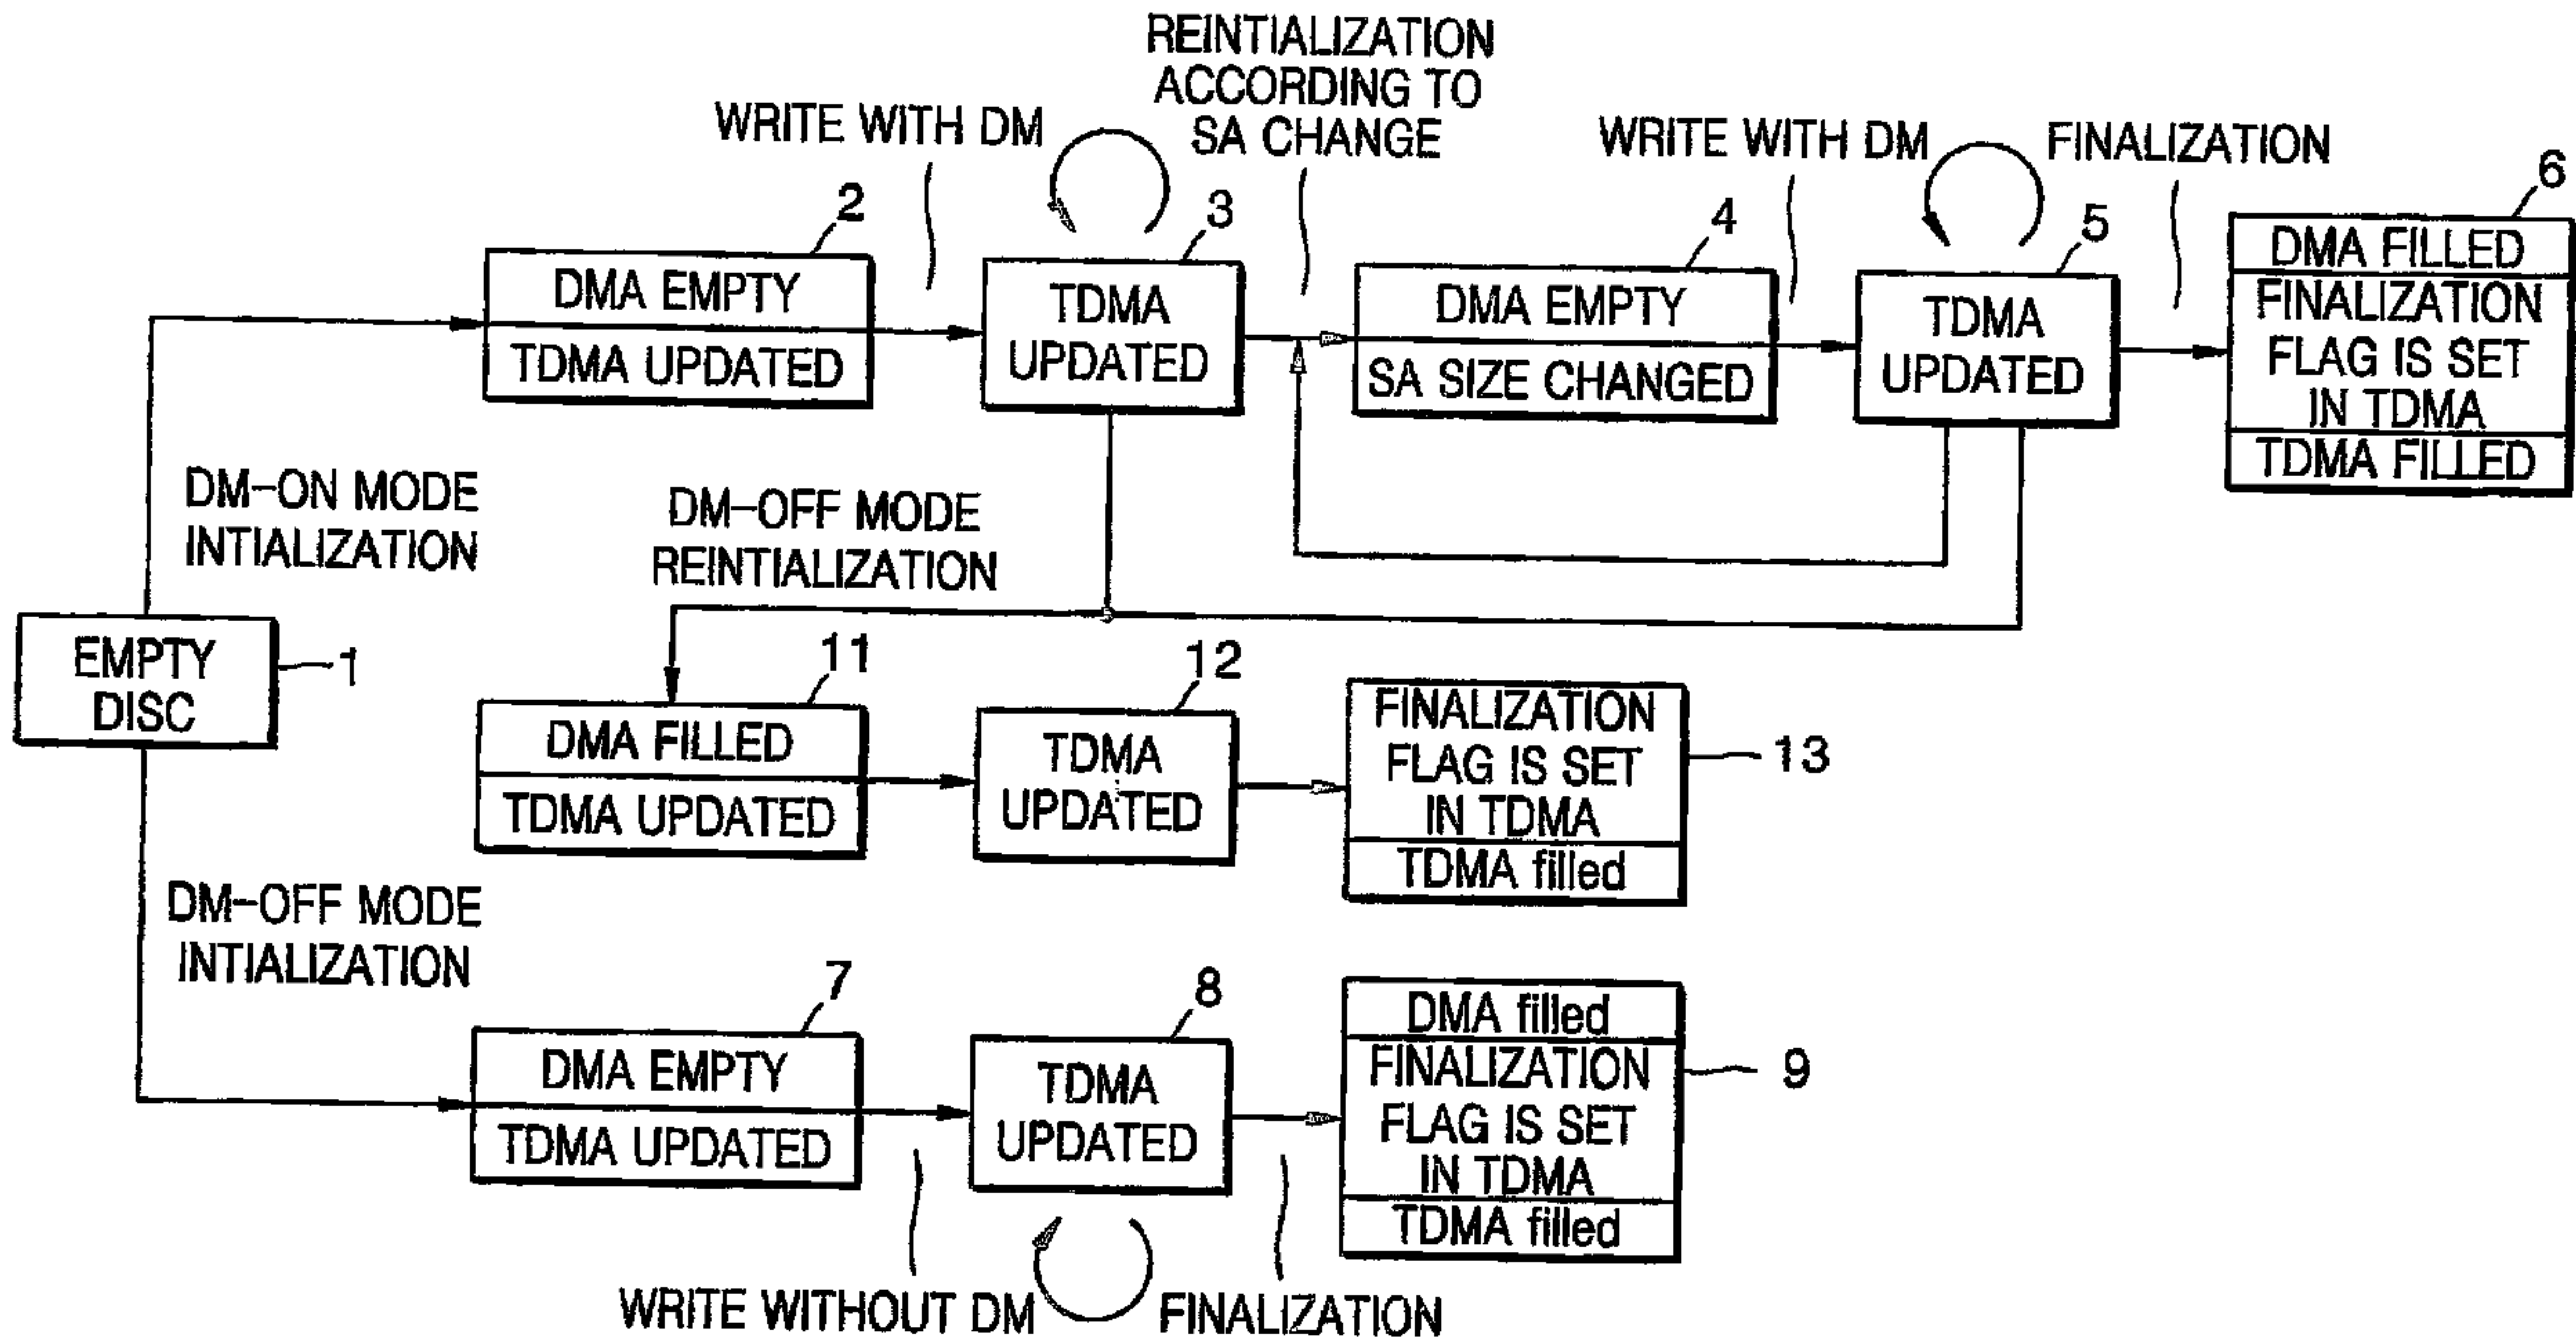 REINTIALIZATION
ACCORDING TO
SA CHANGE
WRITE WITH DM
WRITE WITH DM
FINALIZATION
2
3
4
5
6
DMA EMPTY
TDMA UPDATED
TDMA
UPDATED
DMA EMPTY
SA SIZE CHANGED
TDMA
UPDATED
DMA FILLED
FINALIZATION
FLAG IS SET
IN TDMA
TDMA FILLED
DM-ON MODE
INTIALIZATION
DM-OFF MODE
REINTIALIZATION
EMPTY
DISC
1
11
12
DMA FILLED
TDMA UPDATED
TDMA
UPDATED
FINALIZATION
FLAG IS SET
IN TDMA
TDMA filled
13
DM-OFF MODE
INTIALIZATION
7
8
DMA EMPTY
TDMA UPDATED
TDMA
UPDATED
DMA filled
FINALIZATION
FLAG IS SET
IN TDMA
TDMA filled
9
WRITE WITHOUT DM
FINALIZATION